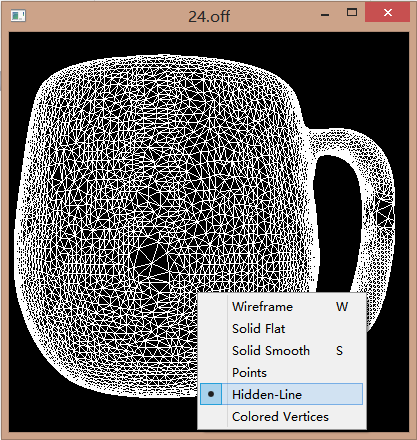 24.off
Wireframe W
Solid Flat
Solid Smooth S
Points
Hidden-Line
Colored Vertices